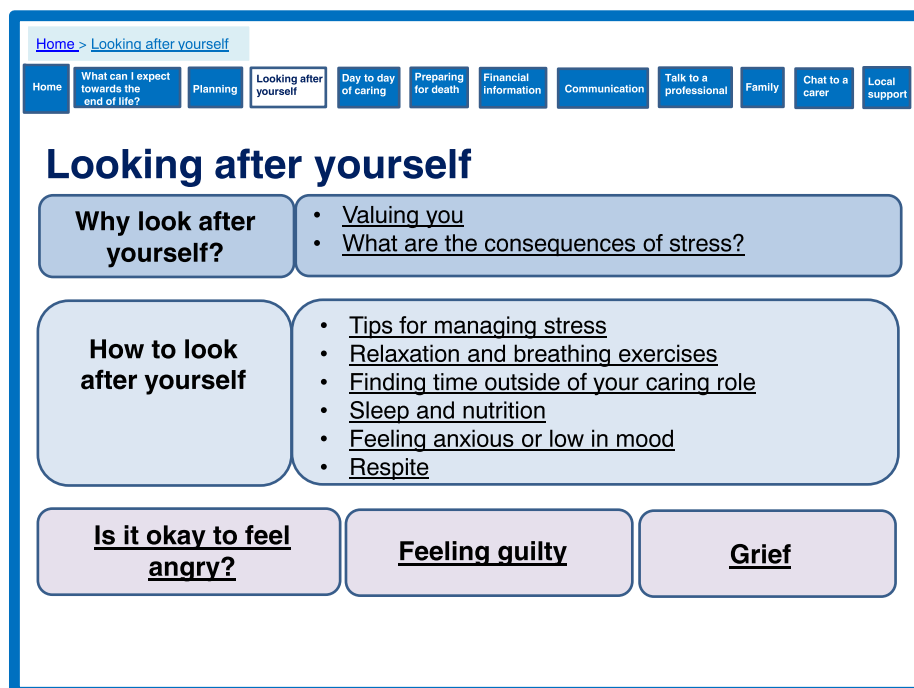 Home > Looking after yourself
Home
What can I expect
towards the
end of life?
Planning
Looking after
yourself
Day to day
of caring
Preparing
for death
Financial
information
Communication
Talk to a
professional
Family
Chat to a
carer
Local
support
Looking after yourself
Why look after
yourself?
• Valuing you
• What are the consequences of stress?
How to look
after yourself
• Tips for managing stress
• Relaxation and breathing exercises
• Finding time outside of your caring role
• Sleep and nutrition
• Feeling anxious or low in mood
• Respite
Is it okay to feel
angry?
Feeling guilty
Grief